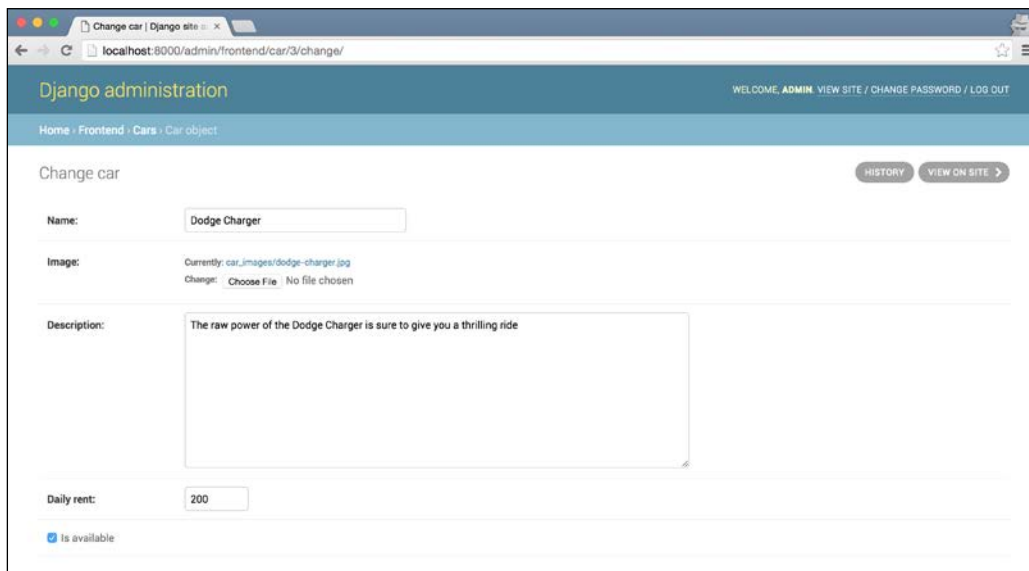 Change car | Django site a
localhost:8000/admin/frontend/car/3/change/
Django administration
WELCOME, ADMIN. VIEW SITE / CHANGE PASSWORD / LOG OUT
Home › Frontend › Cars › Car object
Change car
HISTORY
VIEW ON SITE
Name:
Dodge Charger
Image:
Currently: car_images/dodge-charger.jpg
Change: Choose File No file chosen
Description:
The raw power of the Dodge Charger is sure to give you a thrilling ride
Daily rent:
200
Is available